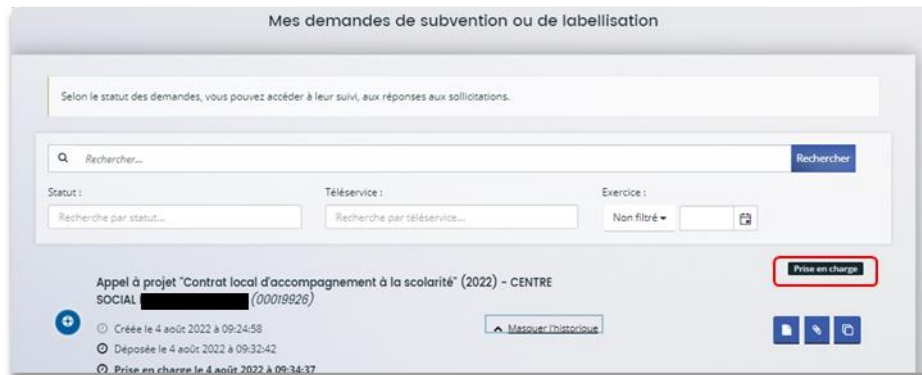 Mes demandes de subvention ou de labellisation
Selon le statut des demandes, vous pouvez accéder à leur suivi, aux réponses aux sollicitations.
Rechercher...
Rechercher
Statut :
Téléservice :
Exercice :
Recherche par statut...
Recherche par téléservice...
Non filtré
Prise en charge
Appel à projet "Contrat local d'accompagnement à la scolarité" (2022) - CENTRE
SOCIAL (00019926)
Créée le 4 août 2022 à 09:24:58
Masquer l'historique
Déposée le 4 août 2022 à 09:32:42
Prise en charge le 4 août 2022 à 09:34:37